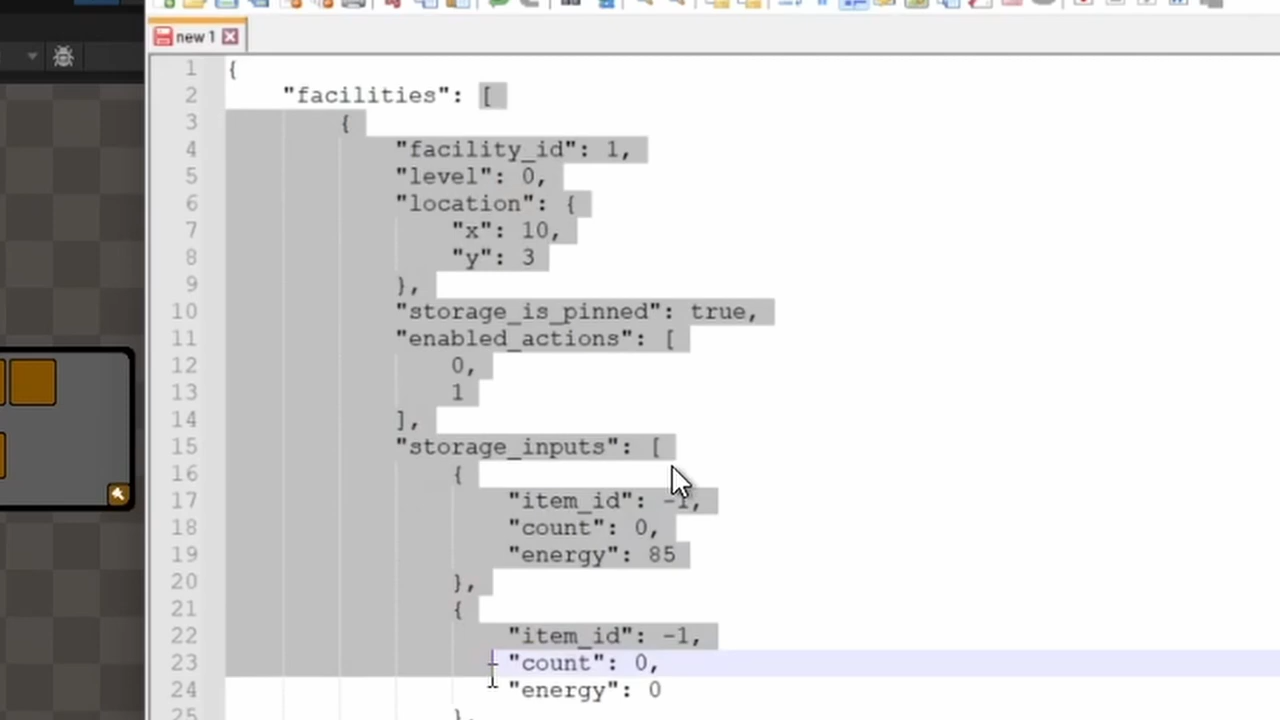 new 1
1 {
2 "facilities": [
3 {
4 "facility_id": 1,
5 "level": 0,
6 "location": {
7 "x": 10,
8 "y": 3
9 },
10 "storage_is_pinned": true,
11 "enabled_actions": [
12 0,
13 1
14 ],
15 "storage_inputs": [
16 {
17 "item_id": -1,
18 "count": 0,
19 "energy": 85
20 },
21 {
22 "item_id": -1,
23 "count": 0,
24 "energy": 0
25 },